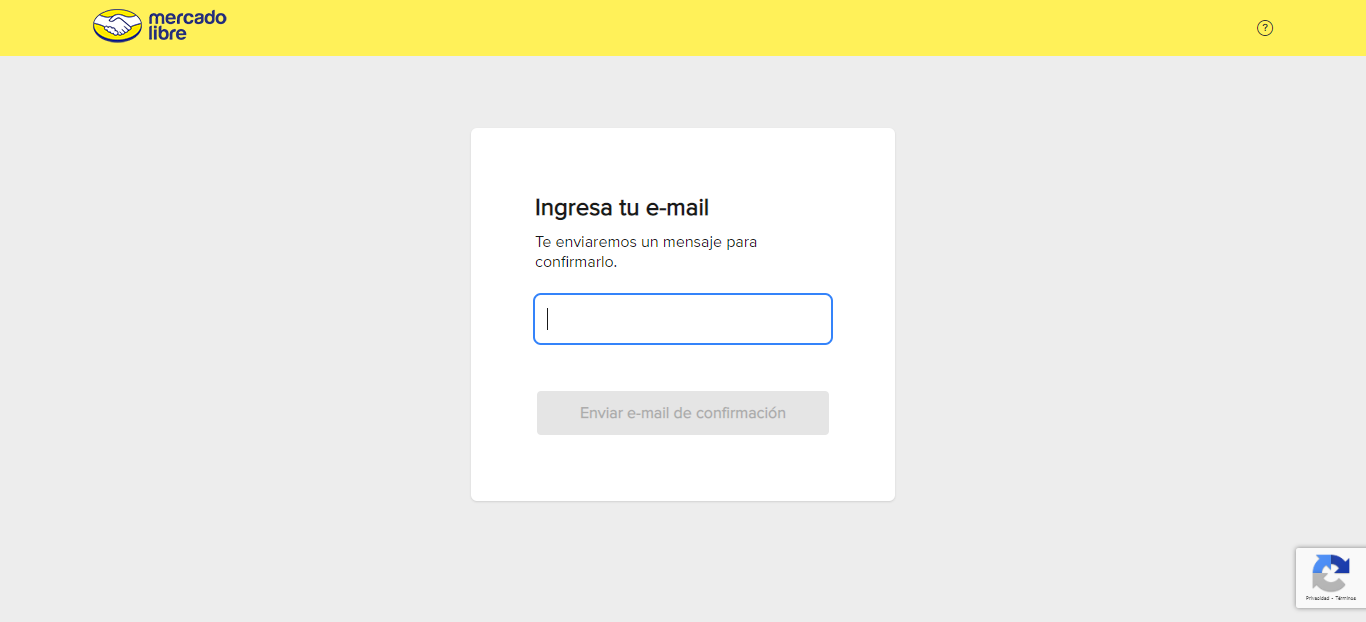 mercado
libre
?
Ingresa tu e-mail
Te enviaremos un mensaje para
confirmarlo.
Enviar e-mail de confirmación
Privacidad - Términos